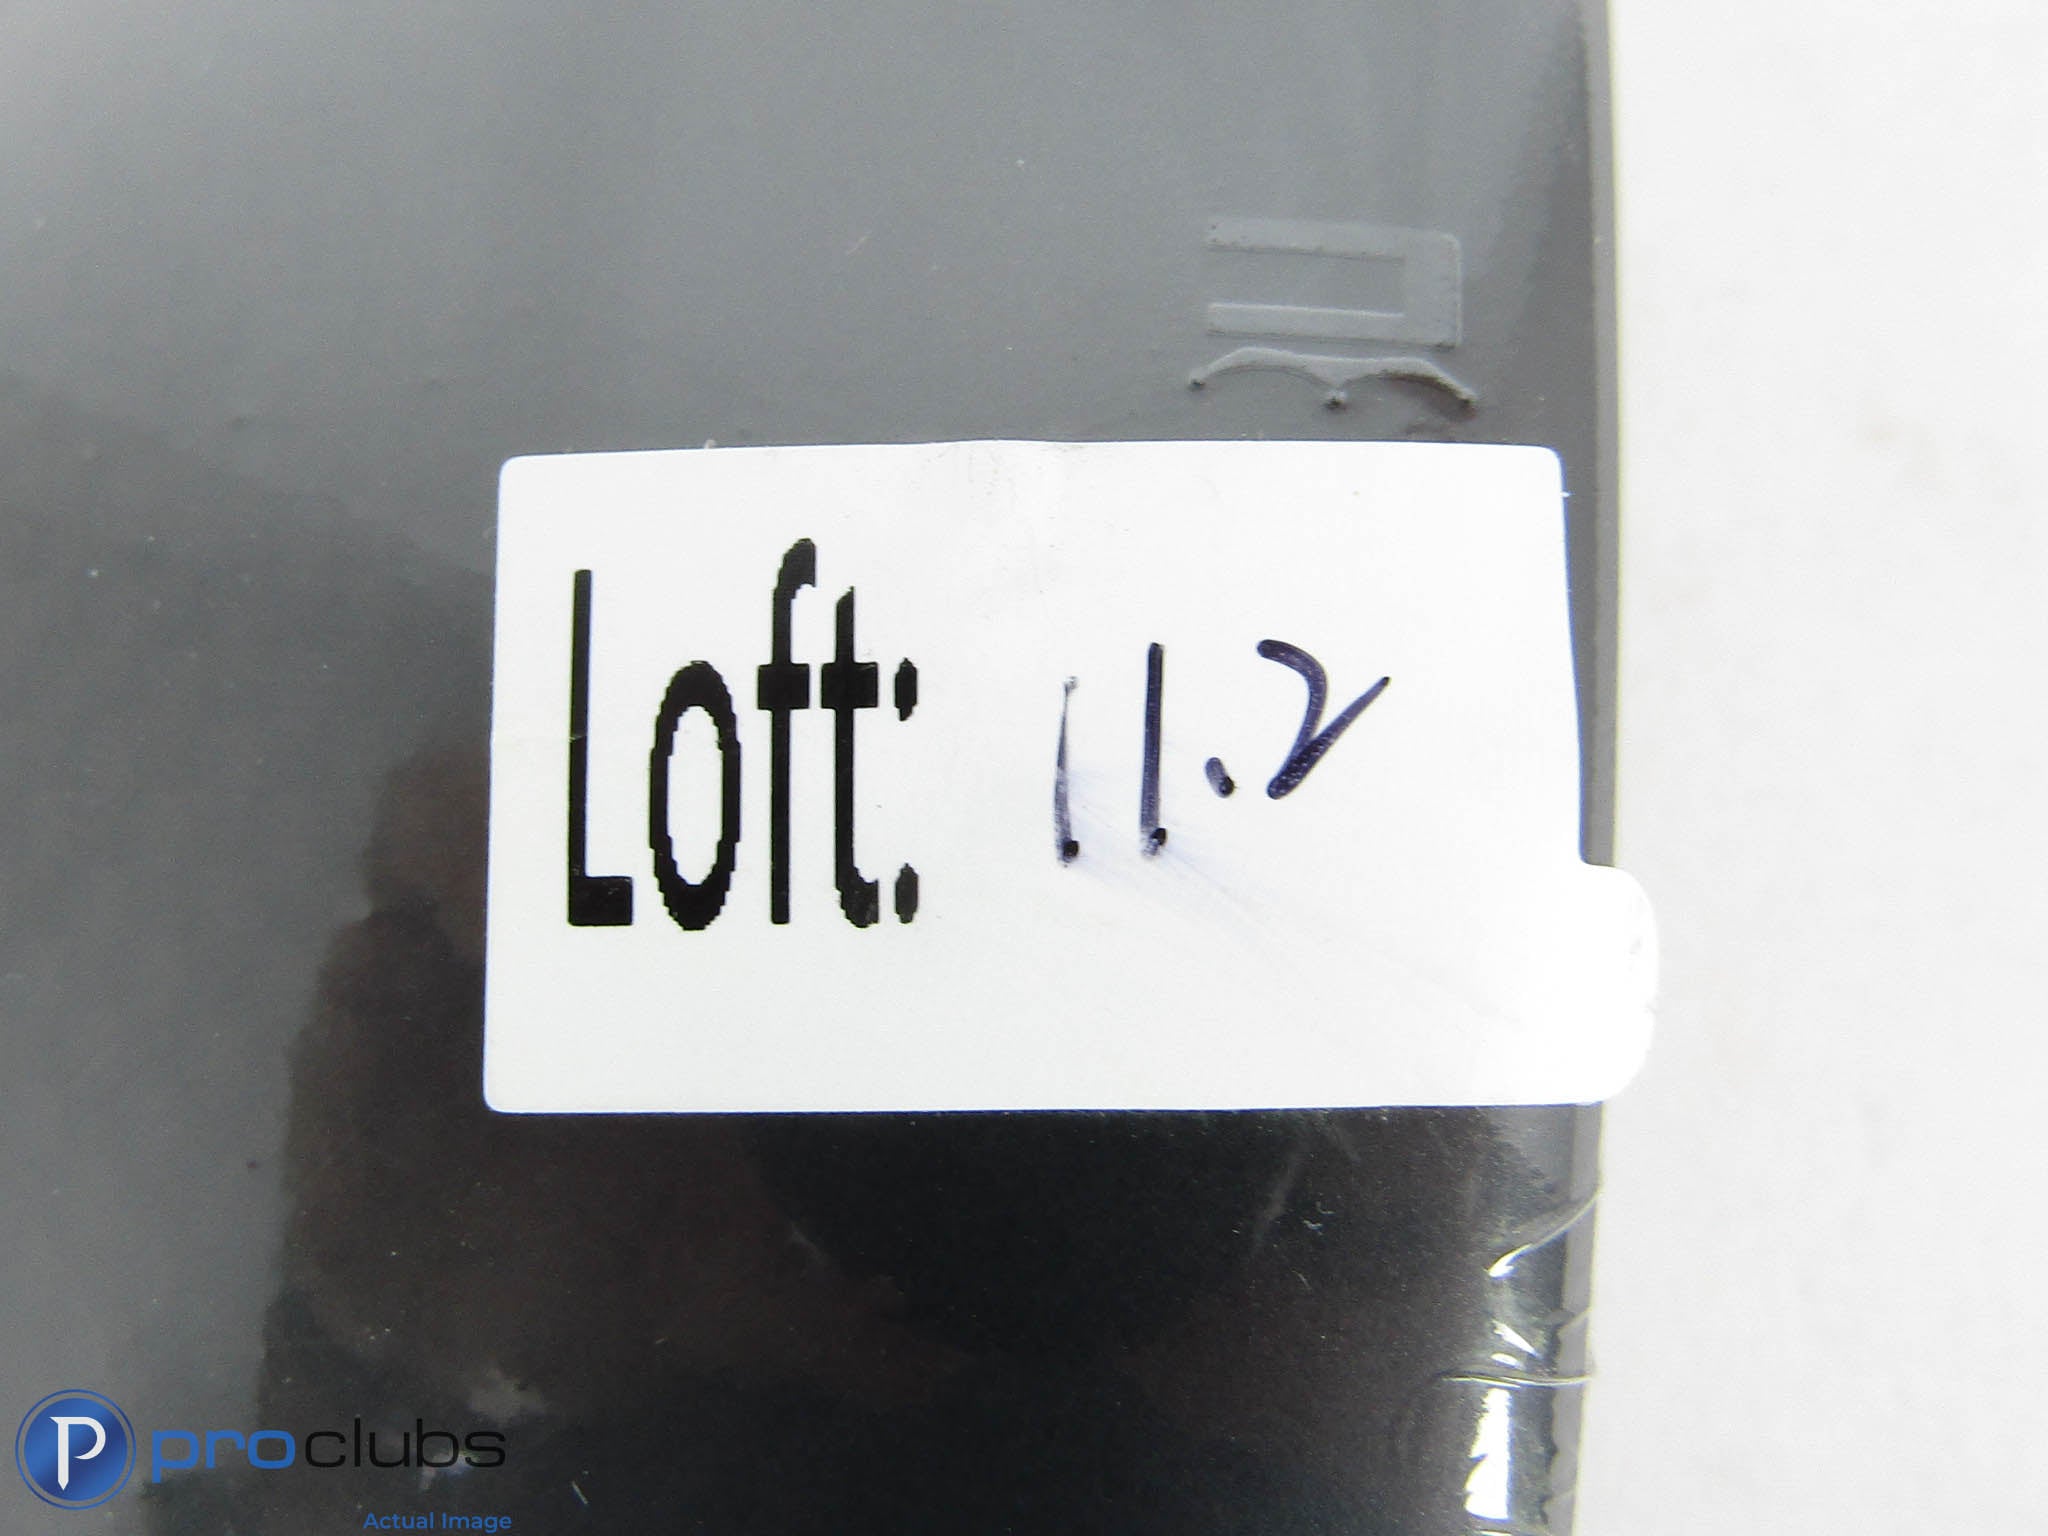 Loft: 11.2
P proclubs
Actual Image